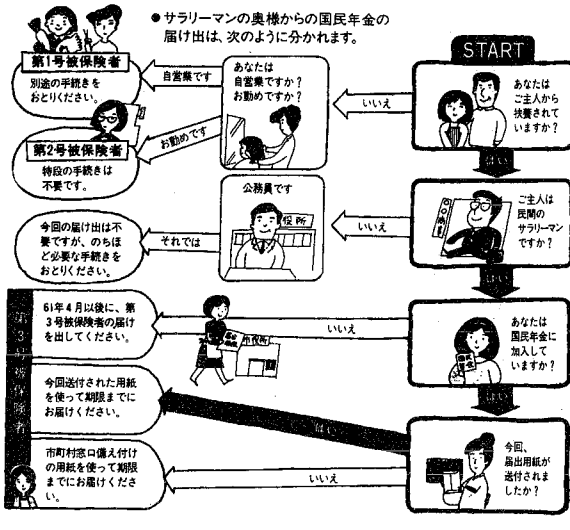 ●サラリーマンの奥様からの国民年金の
届け出は、次のように分かれます。
START
あなたは
ご主人から
扶養されて
いますか?
はい
いいえ
あなたは
自営業ですか?
お勤めですか?
自営業です
第1号被保険者
別途の手続きを
おとりください。
お勤めです
第2号被保険者
特段の手続きは
不要です。
ご主人は
民間の
サラリーマン
ですか?
はい
いいえ
公務員です
役所
それでは
今回の届け出は不
要ですが、のちほ
ど必要な手続きを
おとりください。
あなたは
国民年金に
加入して
いますか?
はい
いいえ
市役所
第3号被保険者
61年4月以後に、第
3号被保険者の届け
を出してください。
今回、
届出用紙が
送付されま
したか?
はい
今回送付された用紙
を使って期限までに
お届けください。
いいえ
市町村窓口備え付け
の用紙を使って期限
までにお届けくださ
い。